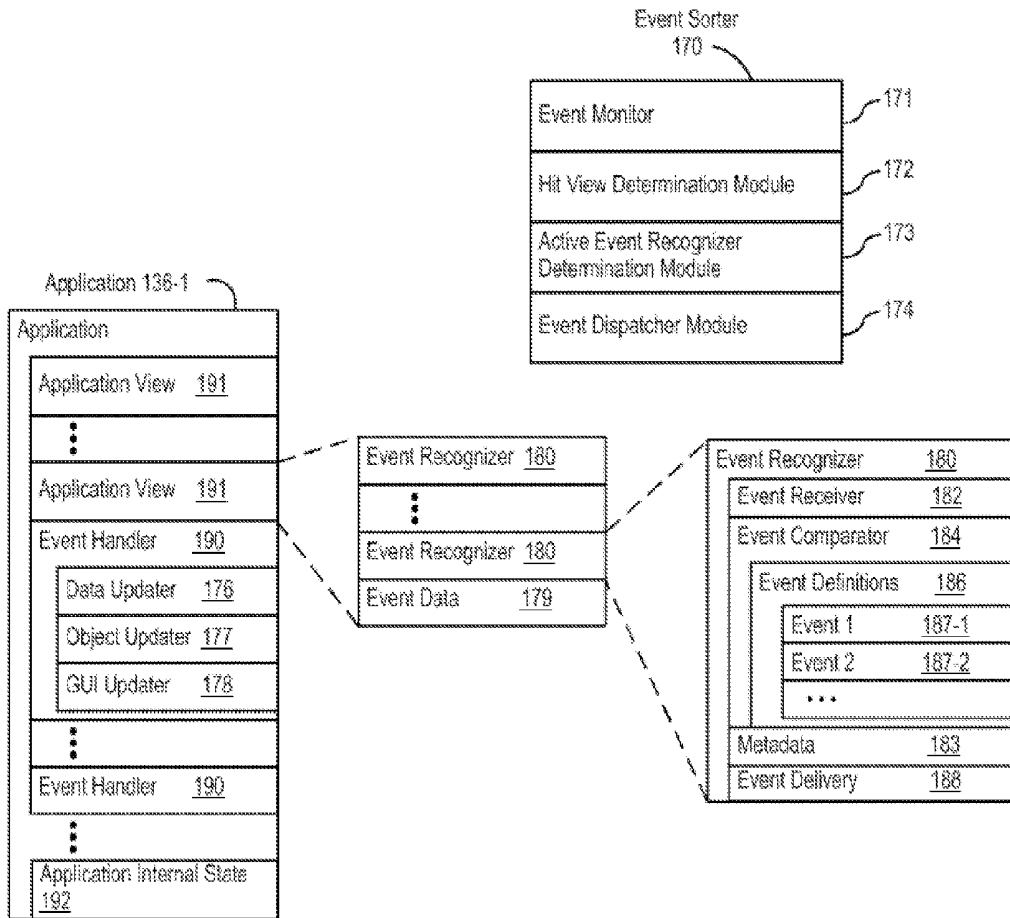 Event Sorter
170
Event Monitor
171
Hit View Determination Module
172
Active Event Recognizer
Determination Module
173
Event Dispatcher Module
174
Application 136-1
Application
Application View 191
Application View 191
Event Handler 190
Data Updater 176
Object Updater 177
GUI Updater 178
Event Handler 190
Application Internal State
192
Event Recognizer 180
Event Recognizer 180
Event Data 179
Event Recognizer 180
Event Receiver 182
Event Comparator 184
Event Definitions 186
Event 1 187-1
Event 2 187-2
Metadata 183
Event Delivery 188